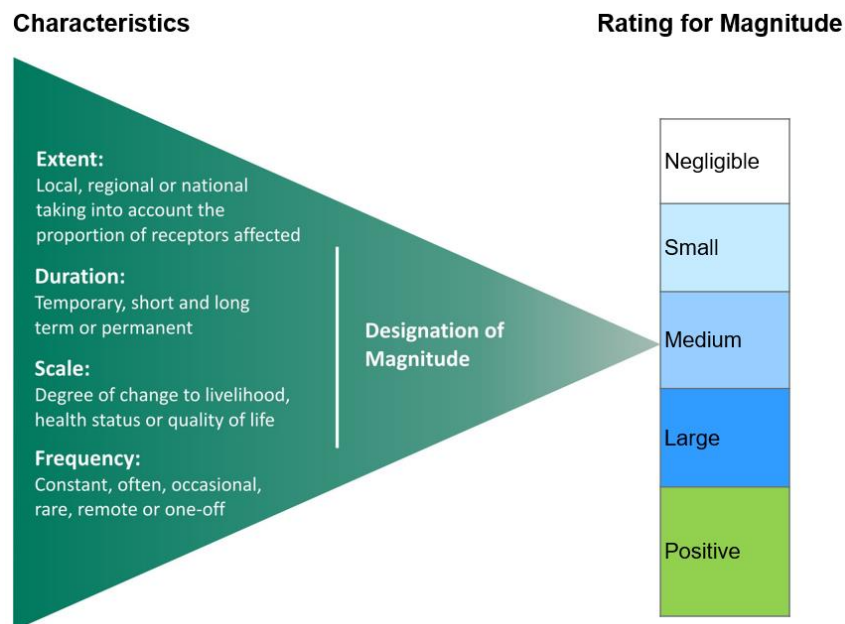 Characteristics
Rating for Magnitude
Extent:
Local, regional or national
taking into account the
proportion of receptors affected
Duration:
Temporary, short and long
term or permanent
Scale:
Degree of change to livelihood,
health status or quality of life
Frequency:
Constant, often, occasional,
rare, remote or one-off
Designation of
Magnitude
Negligible
Small
Medium
Large
Positive